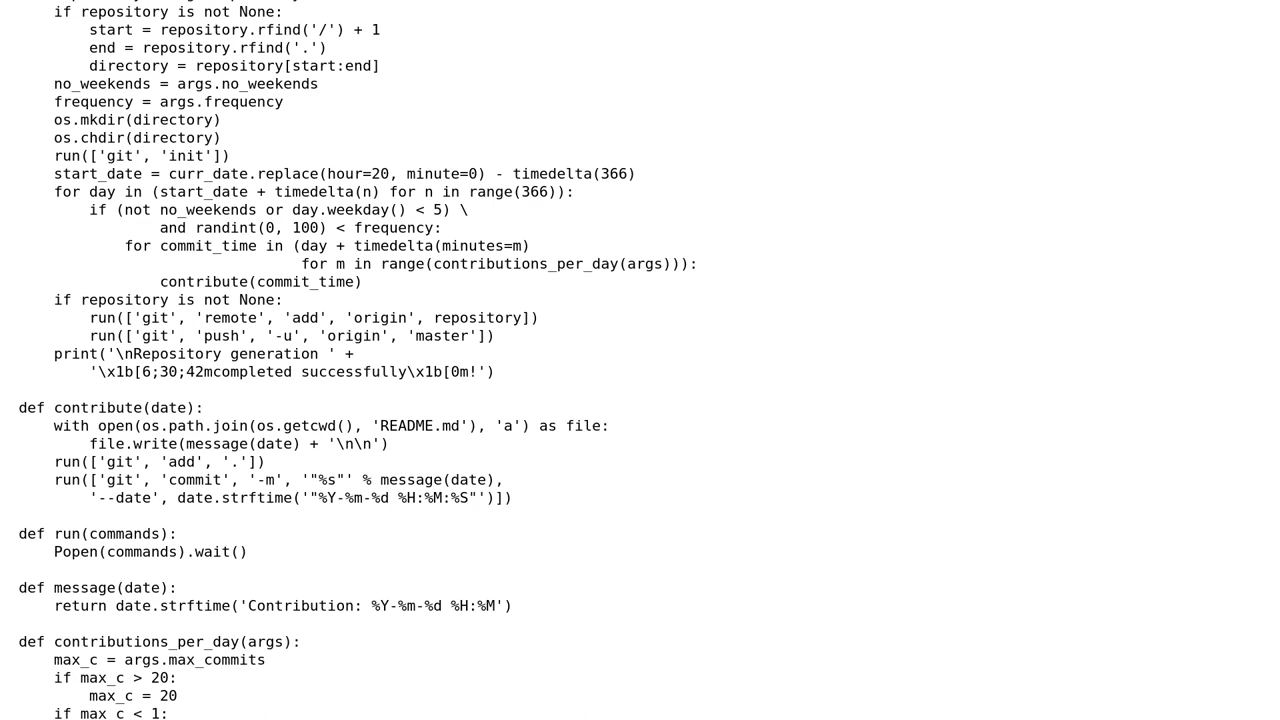 if repository is not None:
        start = repository.rfind('/') + 1
        end = repository.rfind('.')
        directory = repository[start:end]
    no_weekends = args.no_weekends
    frequency = args.frequency
    os.mkdir(directory)
    os.chdir(directory)
    run(['git', 'init'])
    start_date = curr_date.replace(hour=20, minute=0) - timedelta(366)
    for day in (start_date + timedelta(n) for n in range(366)):
        if (not no_weekends or day.weekday() < 5) \
                and randint(0, 100) < frequency:
            for commit_time in (day + timedelta(minutes=m)
                                for m in range(contributions_per_day(args))):
                contribute(commit_time)
    if repository is not None:
        run(['git', 'remote', 'add', 'origin', repository])
        run(['git', 'push', '-u', 'origin', 'master'])
    print('\nRepository generation ' +
        '\x1b[6;30;42mcompleted successfully\x1b[0m!')

def contribute(date):
    with open(os.path.join(os.getcwd(), 'README.md'), 'a') as file:
        file.write(message(date) + '\n\n')
    run(['git', 'add', '.'])
    run(['git', 'commit', '-m', '"%s"' % message(date),
        '--date', date.strftime('"%Y-%m-%d %H:%M:%S"')])

def run(commands):
    Popen(commands).wait()

def message(date):
    return date.strftime('Contribution: %Y-%m-%d %H:%M')

def contributions_per_day(args):
    max_c = args.max_commits
    if max_c > 20:
        max_c = 20
    if max_c < 1: